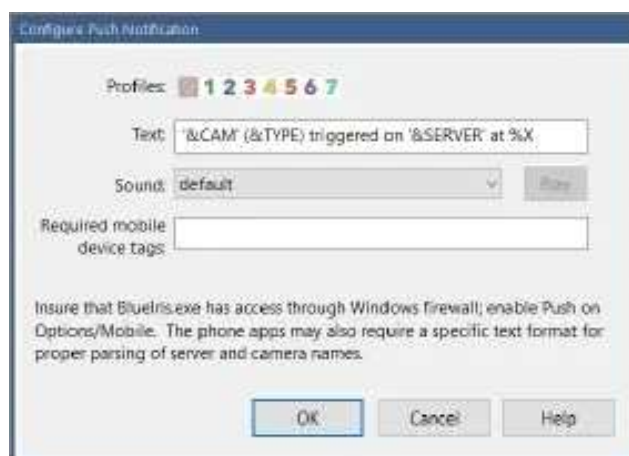 Configure Push Notification
Profiles: 1 2 3 4 5 6 7
Text: '&CAM' (&TYPE) triggered on '&SERVER' at %X
Sound: default Play
Required mobile
device tags:
Insure that BlueIris.exe has access through Windows firewall; enable Push on
Options/Mobile. The phone apps may also require a specific text format for
proper parsing of server and camera names.
OK Cancel Help